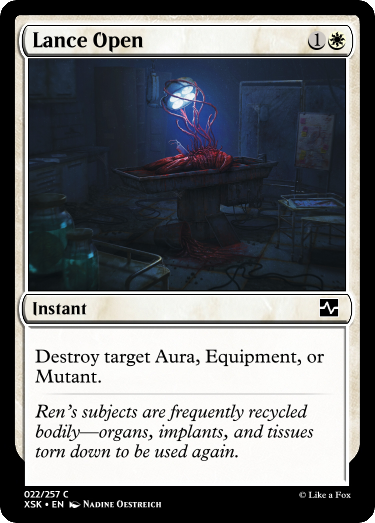 Lance Open 1
Instant
Destroy target Aura, Equipment, or
Mutant.
Ren's subjects are frequently recycled
bodily—organs, implants, and tissues
torn down to be used again.
022/257 C
XSK • EN Nadine Oestreich
© Like a Fox